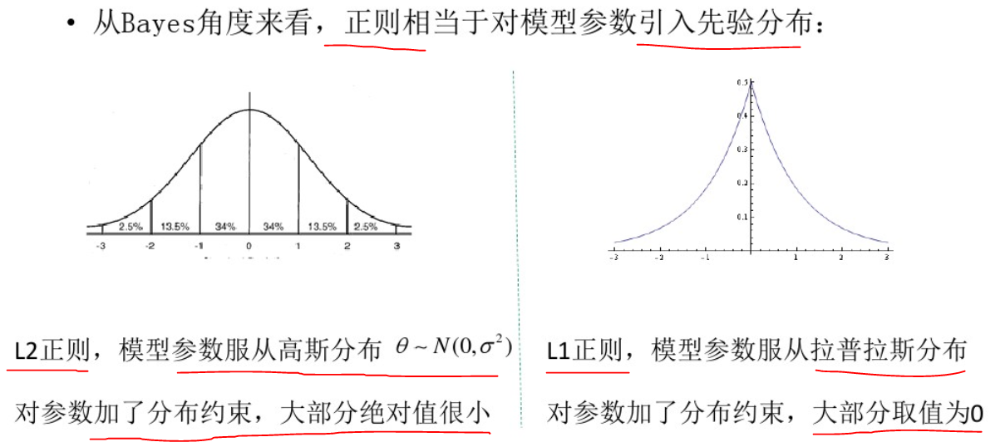 • 从Bayes角度来看，正则相当于对模型参数引入先验分布：
2.5% 13.5% 34% 34% 13.5% 2.5%
-3 -2 -1 0 1 2 3
0.5
0.4
0.3
0.2
0.1
-3 -2 -1 1 2 3
L2正则，模型参数服从高斯分布 θ ~ N(0,σ²)
对参数加了分布约束，大部分绝对值很小
L1正则，模型参数服从拉普拉斯分布
对参数加了分布约束，大部分取值为0